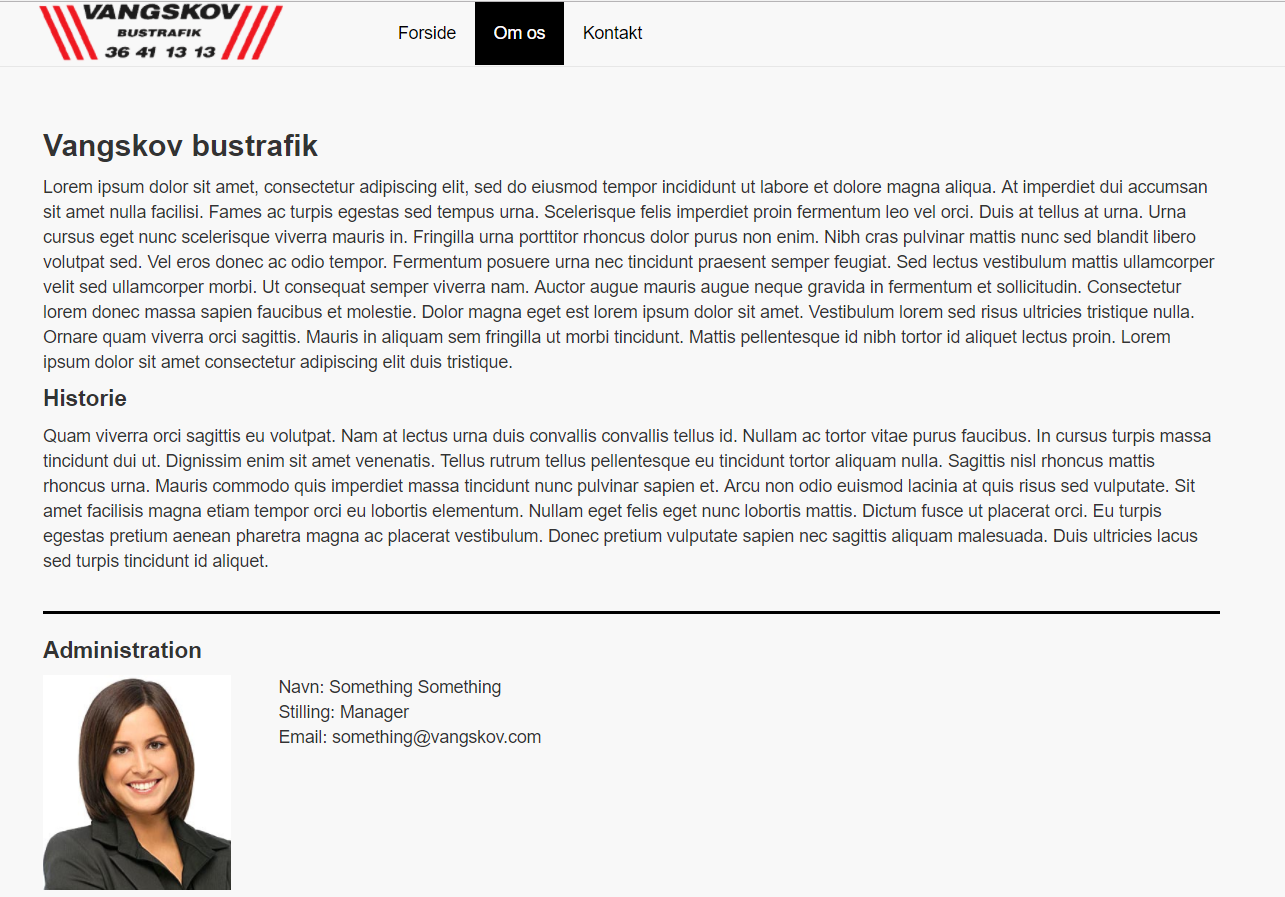 VANGSKOV
BUSTRAFIK
36 41 13 13
Forside
Om os
Kontakt
Vangskov bustrafik
Lorem ipsum dolor sit amet, consectetur adipiscing elit, sed do eiusmod tempor incididunt ut labore et dolore magna aliqua. At imperdiet dui accumsan
sit amet nulla facilisi. Fames ac turpis egestas sed tempus urna. Scelerisque felis imperdiet proin fermentum leo vel orci. Duis at tellus at urna. Urna
cursus eget nunc scelerisque viverra mauris in. Fringilla urna porttitor rhoncus dolor purus non enim. Nibh cras pulvinar mattis nunc sed blandit libero
volutpat sed. Vel eros donec ac odio tempor. Fermentum posuere urna nec tincidunt praesent semper feugiat. Sed lectus vestibulum mattis ullamcorper
velit sed ullamcorper morbi. Ut consequat semper viverra nam. Auctor augue mauris augue neque gravida in fermentum et sollicitudin. Consectetur
lorem donec massa sapien faucibus et molestie. Dolor magna eget est lorem ipsum dolor sit amet. Vestibulum lorem sed risus ultricies tristique nulla.
Ornare quam viverra orci sagittis. Mauris in aliquam sem fringilla ut morbi tincidunt. Mattis pellentesque id nibh tortor id aliquet lectus proin. Lorem
ipsum dolor sit amet consectetur adipiscing elit duis tristique.
Historie
Quam viverra orci sagittis eu volutpat. Nam at lectus urna duis convallis convallis tellus id. Nullam ac tortor vitae purus faucibus. In cursus turpis massa
tincidunt dui ut. Dignissim enim sit amet venenatis. Tellus rutrum tellus pellentesque eu tincidunt tortor aliquam nulla. Sagittis nisl rhoncus mattis
rhoncus urna. Mauris commodo quis imperdiet massa tincidunt nunc pulvinar sapien et. Arcu non odio euismod lacinia at quis risus sed vulputate. Sit
amet facilisis magna etiam tempor orci eu lobortis elementum. Nullam eget felis eget nunc lobortis mattis. Dictum fusce ut placerat orci. Eu turpis
egestas pretium aenean pharetra magna ac placerat vestibulum. Donec pretium vulputate sapien nec sagittis aliquam malesuada. Duis ultricies lacus
sed turpis tincidunt id aliquet.
Administration
Navn: Something Something
Stilling: Manager
Email: something@vangskov.com